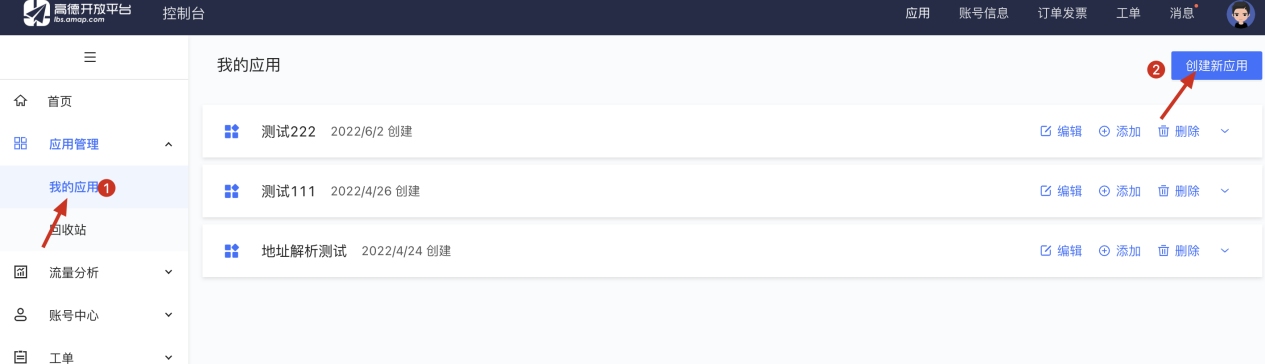 高德开放平台 控制台 应用 账号信息 订单发票 工单 消息
lbs.amap.com
我的应用 2 创建新应用
首页
测试222 2022/6/2 创建 编辑 添加 删除
应用管理
我的应用 1
测试111 2022/4/26 创建 编辑 添加 删除
回收站
地址解析测试 2022/4/24 创建 编辑 添加 删除
流量分析
账号中心
工单